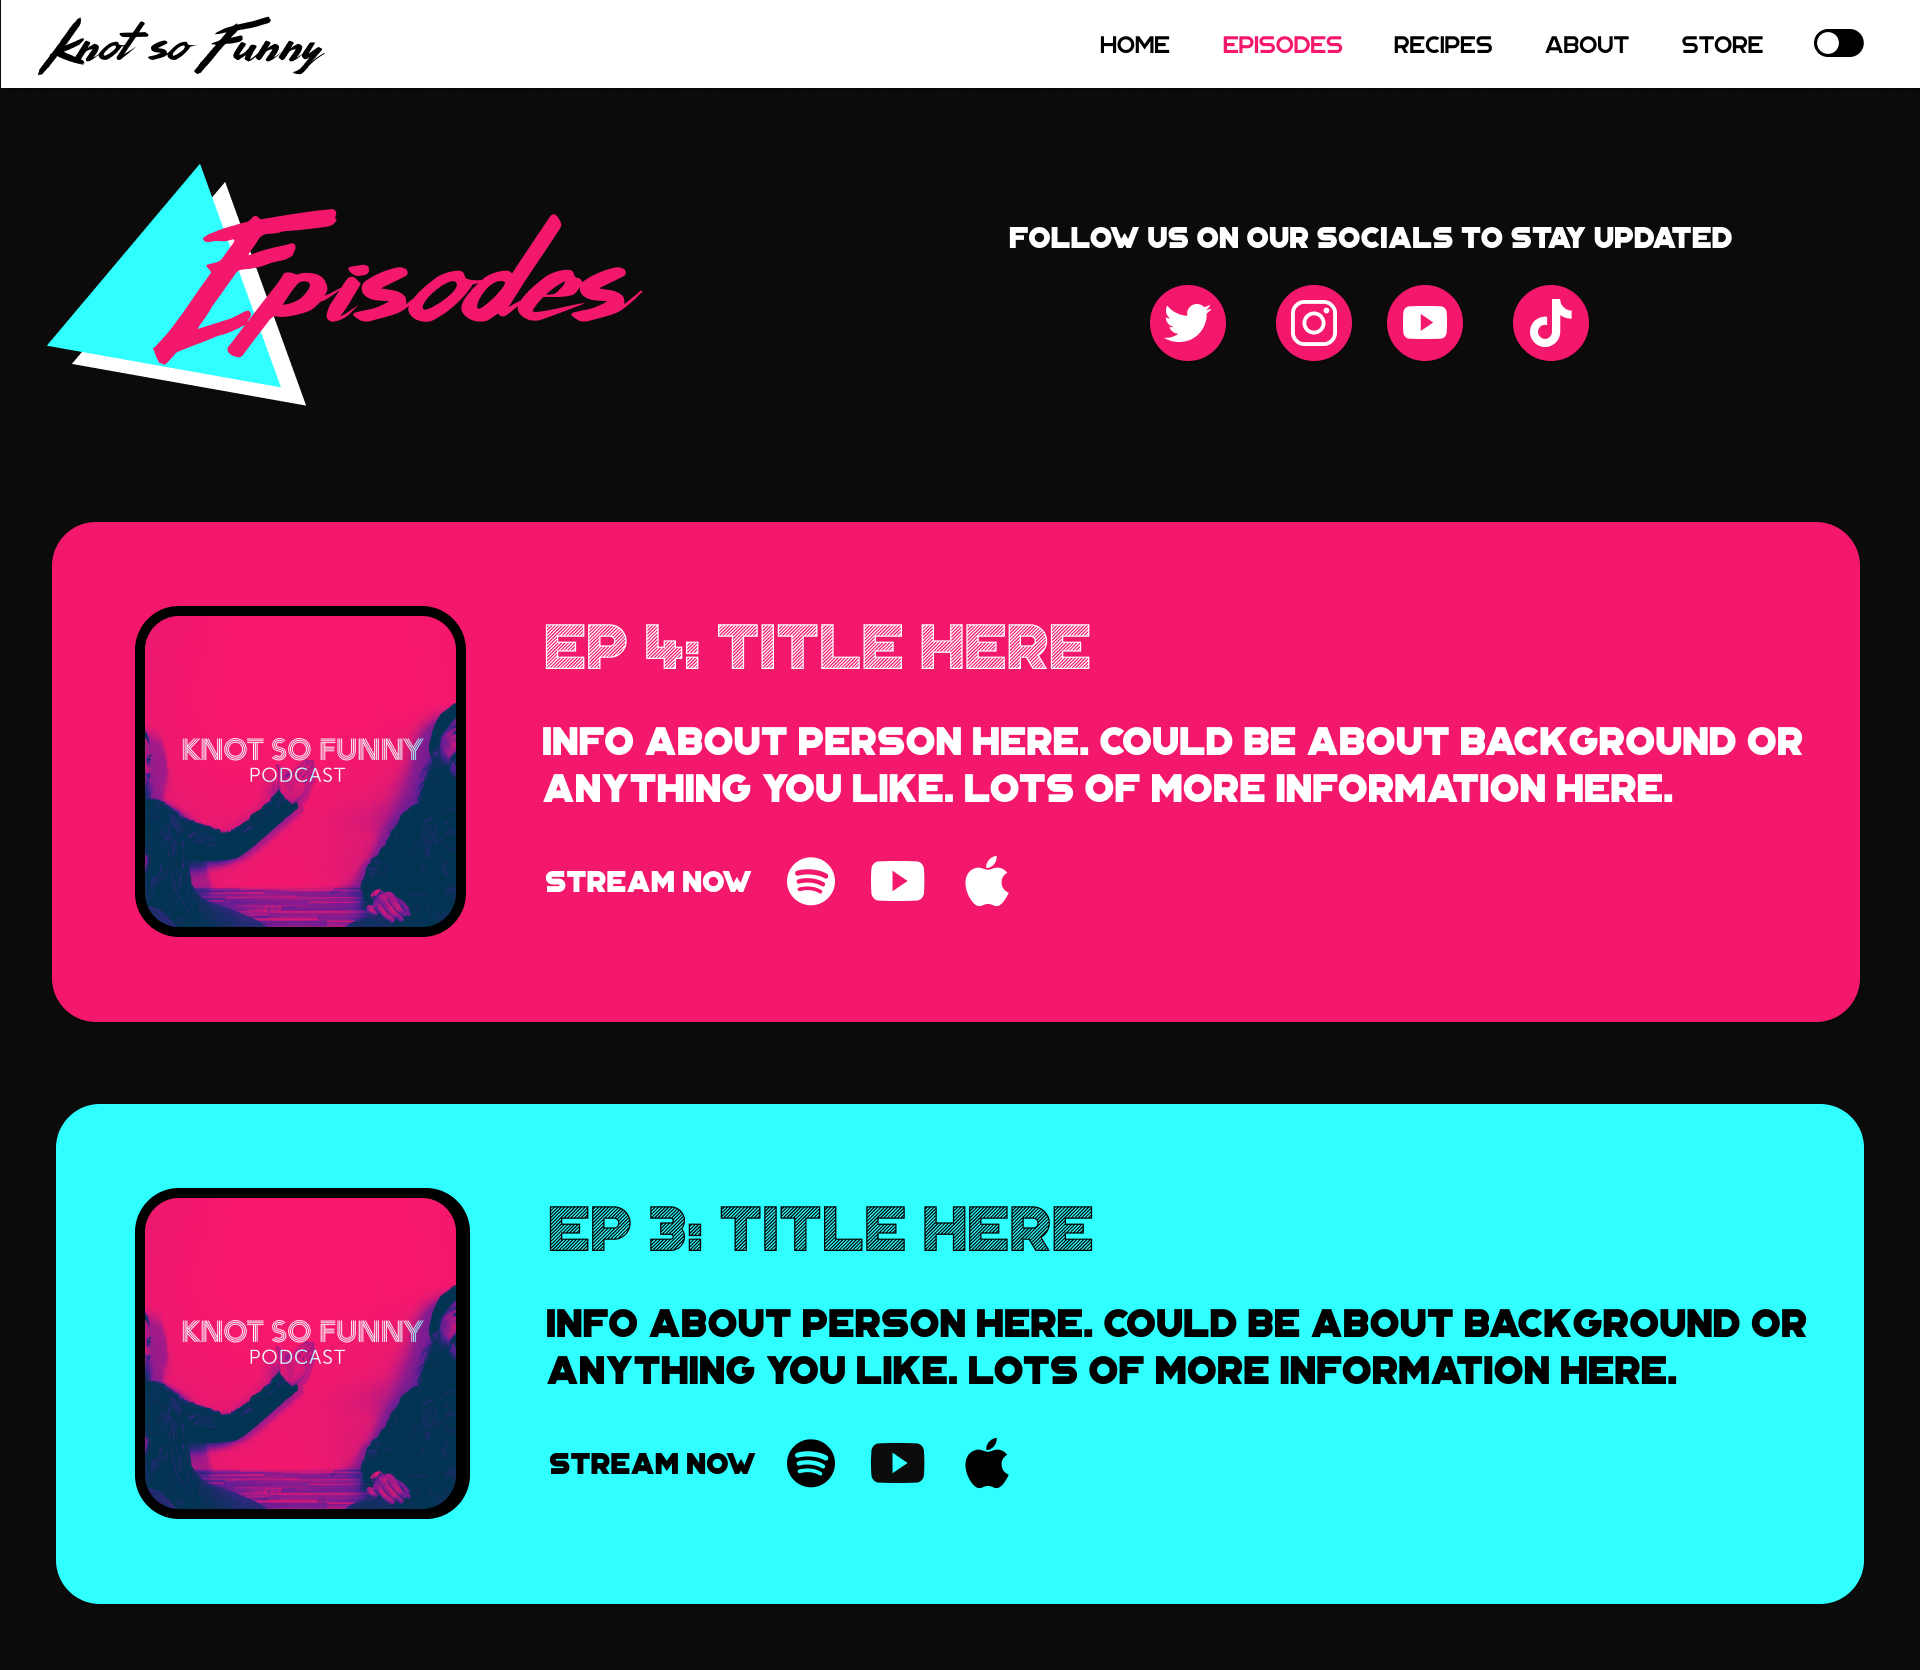 Knot so Funny
HOME EPISODES RECIPES ABOUT STORE
Episodes
FOLLOW US ON OUR SOCIALS TO STAY UPDATED
EP 4: TITLE HERE
INFO ABOUT PERSON HERE. COULD BE ABOUT BACKGROUND OR
ANYTHING YOU LIKE. LOTS OF MORE INFORMATION HERE.
STREAM NOW
KNOT SO FUNNY
PODCAST
EP 3: TITLE HERE
INFO ABOUT PERSON HERE. COULD BE ABOUT BACKGROUND OR
ANYTHING YOU LIKE. LOTS OF MORE INFORMATION HERE.
STREAM NOW
KNOT SO FUNNY
PODCAST